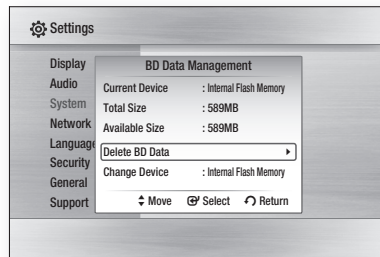 Settings
Display
Audio
System
Network
Language
Security
General
Support
BD Data Management
Current Device : Internal Flash Memory
Total Size : 589MB
Available Size : 589MB
Delete BD Data
Change Device : Internal Flash Memory
Move Select Return